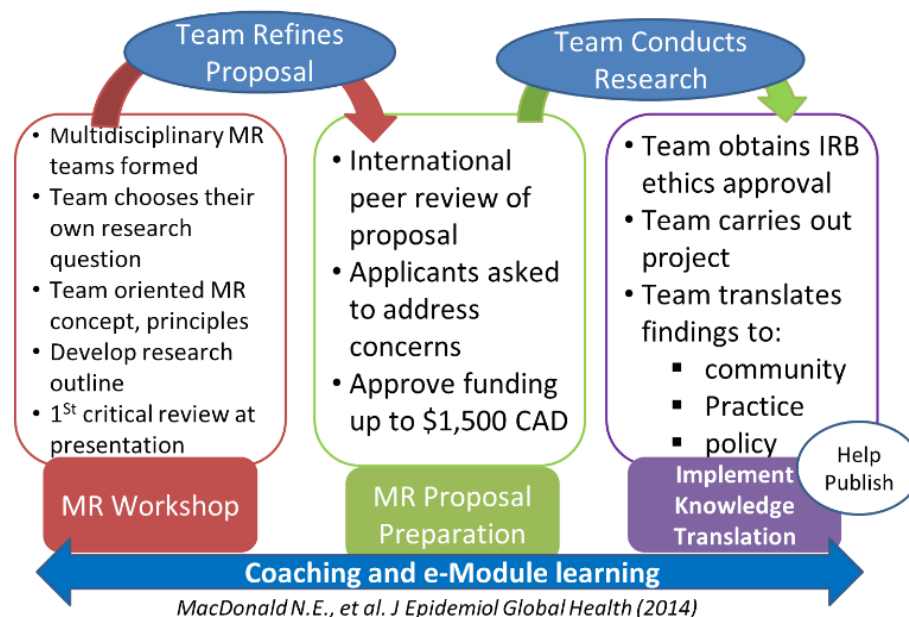 Team Refines
Proposal
Team Conducts
Research
• Multidisciplinary MR
teams formed
• Team chooses their
own research
question
• Team oriented MR
concept, principles
• Develop research
outline
• 1St critical review at
presentation
MR Workshop
• International
peer review of
proposal
• Applicants asked
to address
concerns
• Approve funding
up to $1,500 CAD
MR Proposal
Preparation
• Team obtains IRB
ethics approval
• Team carries out
project
• Team translates
findings to:
▪ community
▪ Practice
▪ policy
Implement
Knowledge
Translation
Help
Publish
Coaching and e-Module learning
MacDonald N.E., et al. J Epidemiol Global Health (2014)